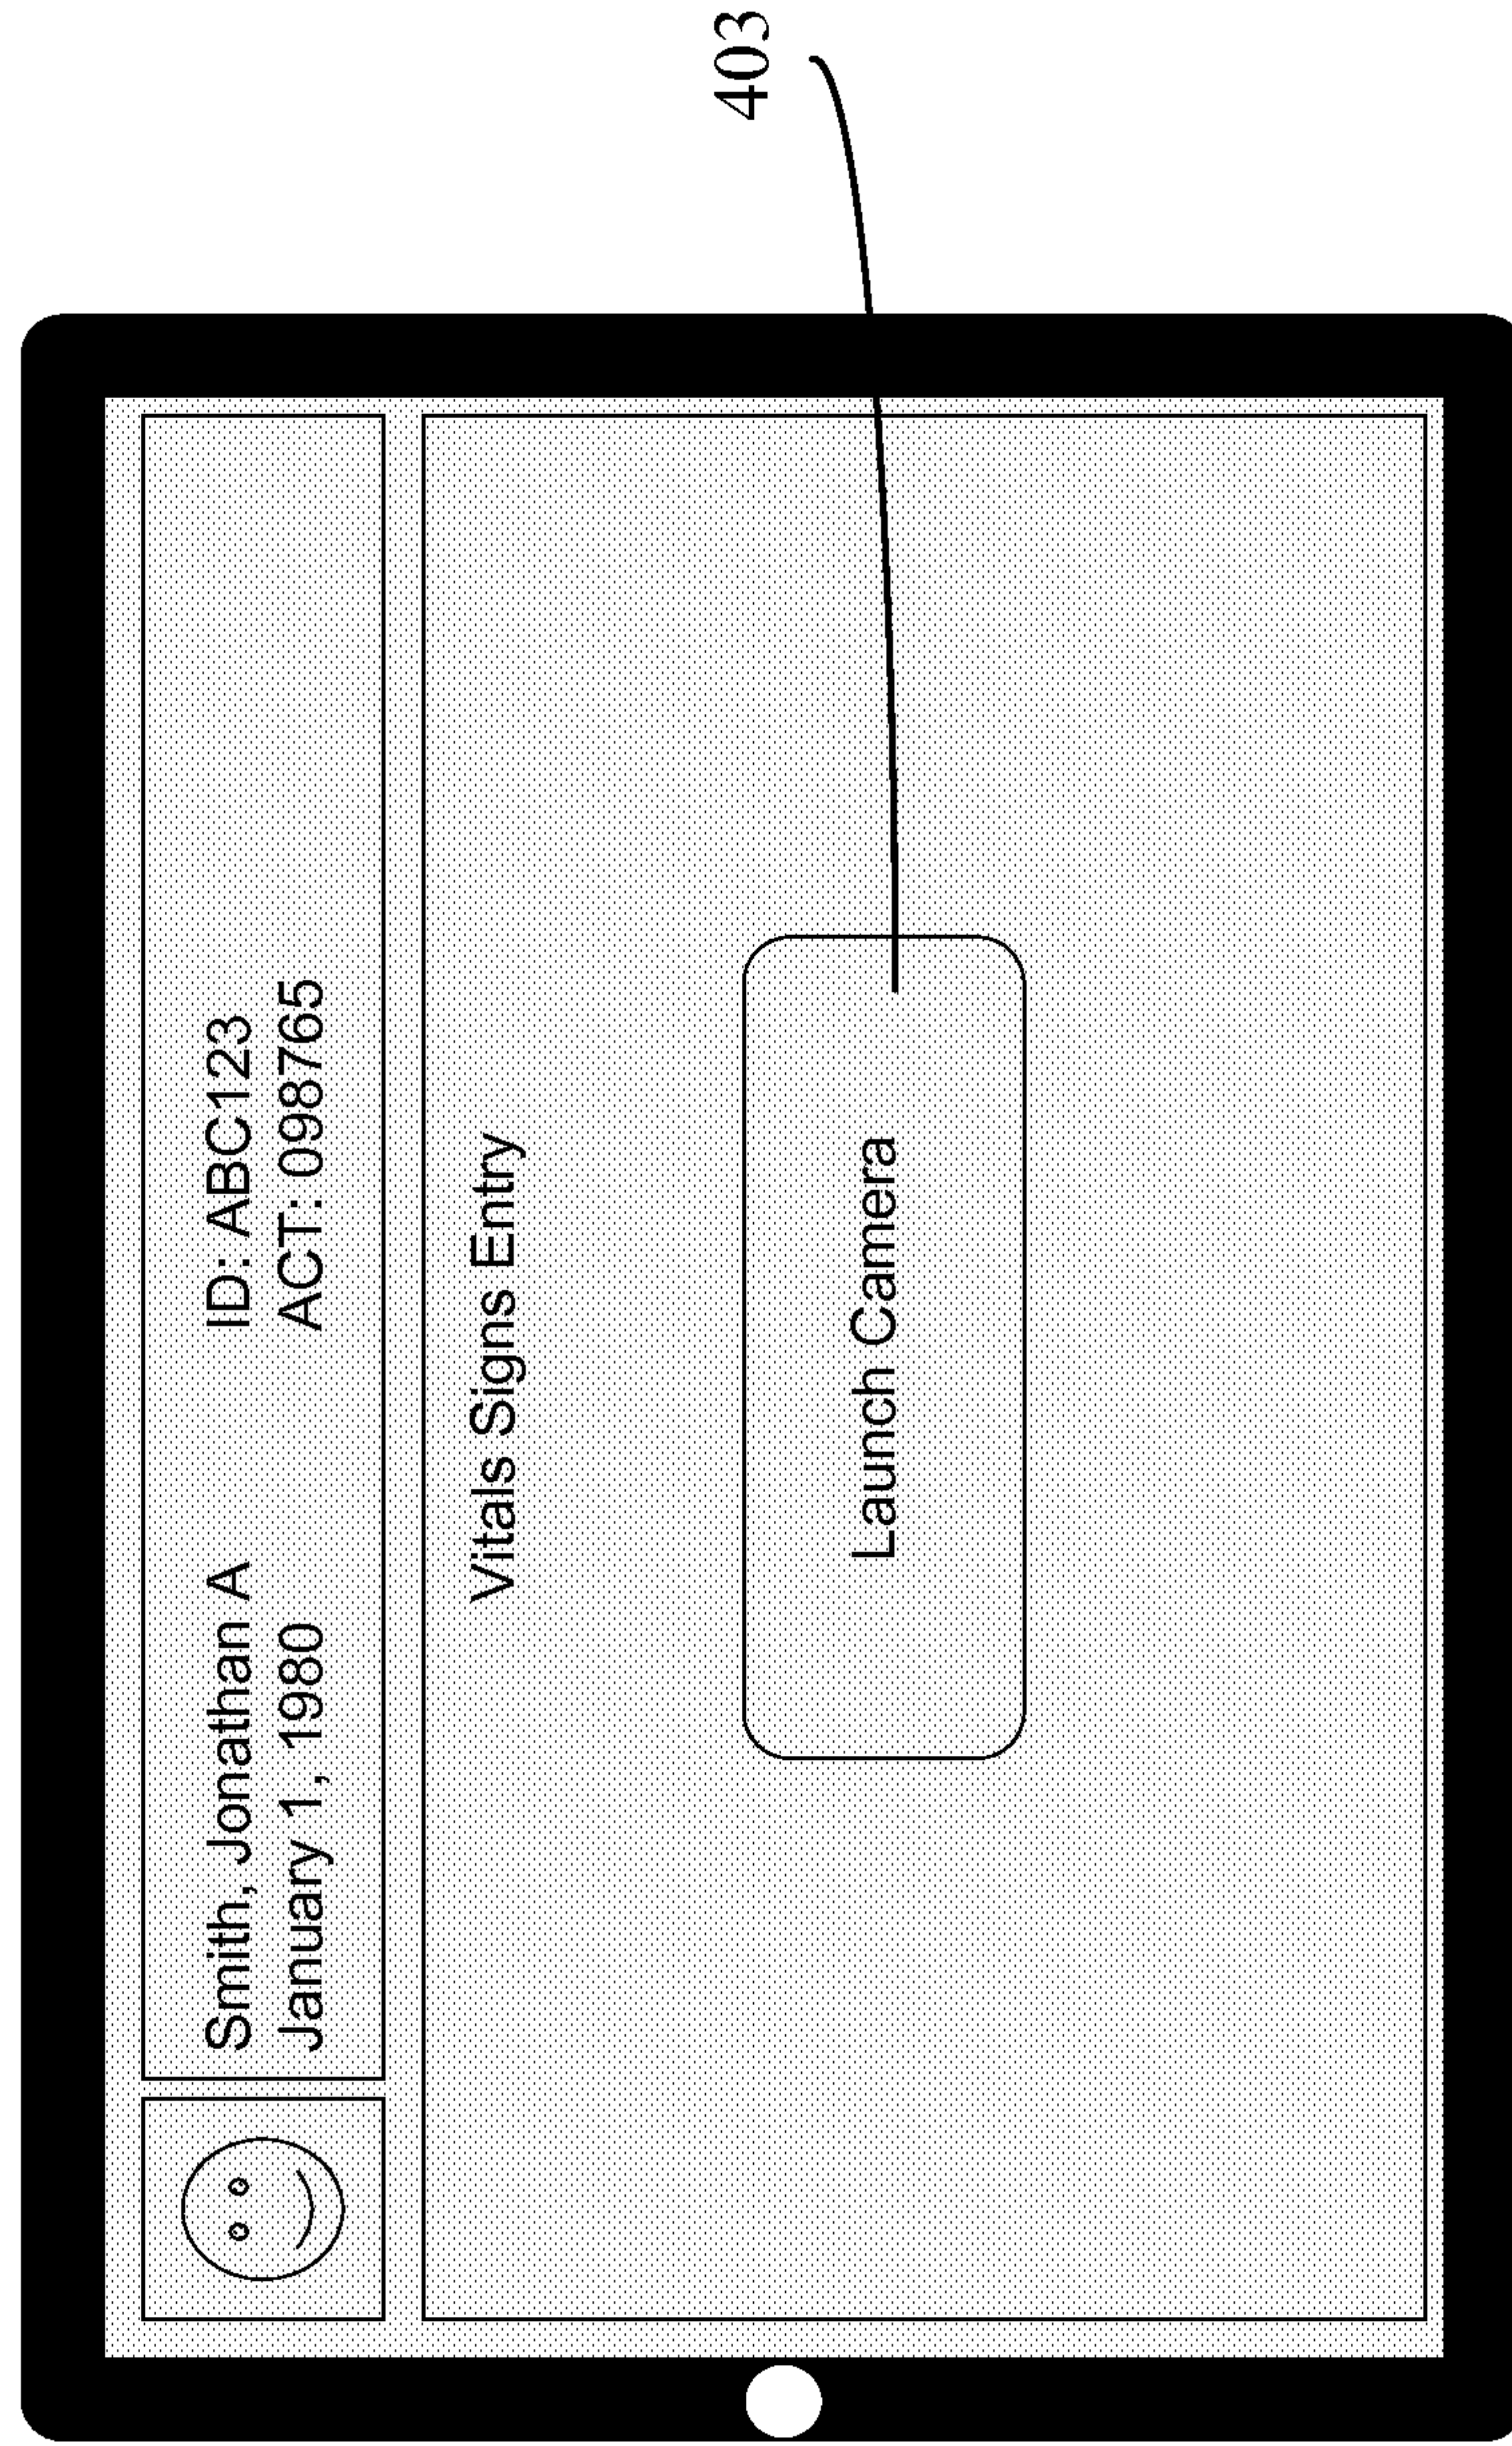 Smith, Jonathan A
January 1, 1980
ID: ABC123
ACT: 098765
Vitals Signs Entry
Launch Camera
403